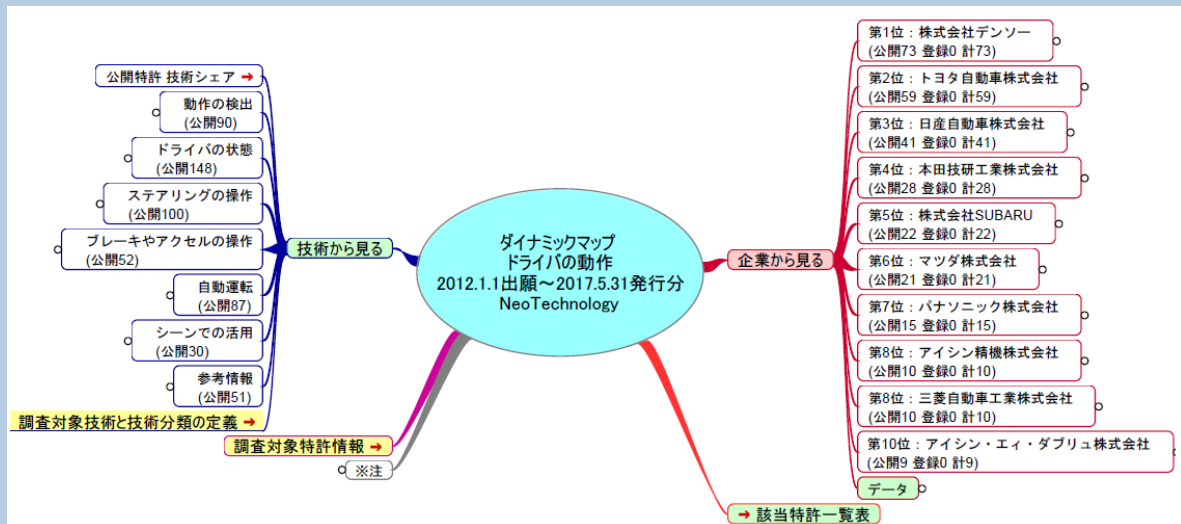 ダイナミックマップ
ドライバの動作
2012.1.1出願～2017.5.31発行分
NeoTechnology
技術から見る
公開特許 技術シェア →
動作の検出
(公開90)
ドライバの状態
(公開148)
ステアリングの操作
(公開100)
ブレーキやアクセルの操作
(公開52)
自動運転
(公開87)
シーンでの活用
(公開30)
参考情報
(公開51)
調査対象技術と技術分類の定義 →
調査対象特許情報 →
※注
企業から見る
第1位：株式会社デンソー
(公開73 登録0 計73)
第2位：トヨタ自動車株式会社
(公開59 登録0 計59)
第3位：日産自動車株式会社
(公開41 登録0 計41)
第4位：本田技研工業株式会社
(公開28 登録0 計28)
第5位：株式会社SUBARU
(公開22 登録0 計22)
第6位：マツダ株式会社
(公開21 登録0 計21)
第7位：パナソニック株式会社
(公開15 登録0 計15)
第8位：アイシン精機株式会社
(公開10 登録0 計10)
第8位：三菱自動車工業株式会社
(公開10 登録0 計10)
第10位：アイシン・エィ・ダブリュ株式会社
(公開9 登録0 計9)
データ
→ 該当特許一覧表